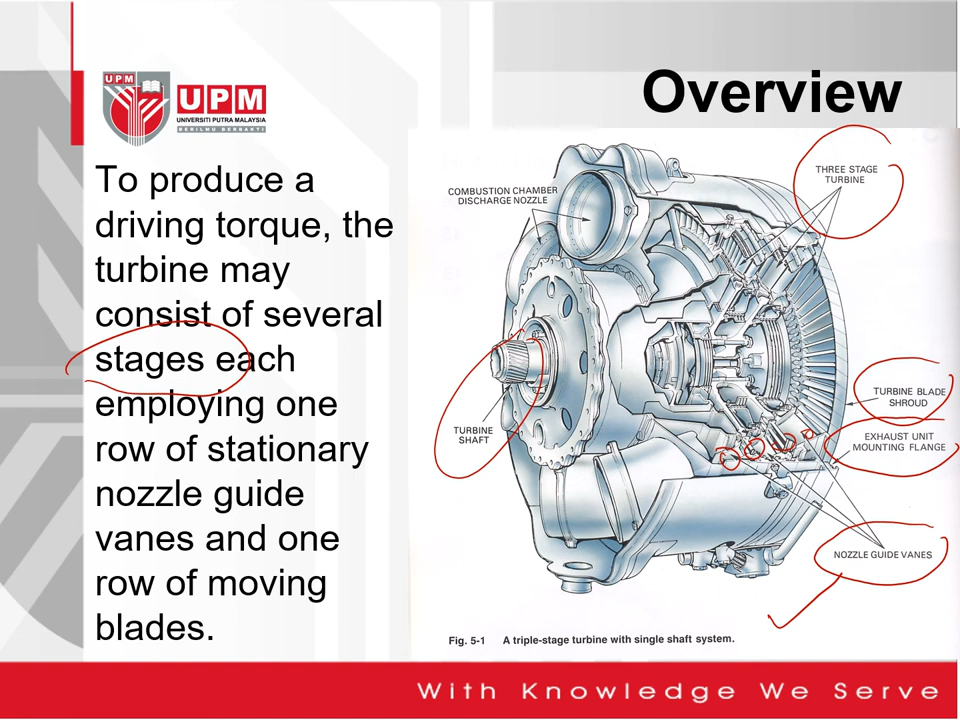 Overview
UPM
UPM
UNIVERSITI PUTRA MALAYSIA
BERILMU BERBAKTI
To produce a
driving torque, the
turbine may
consist of several
stages each
employing one
row of stationary
nozzle guide
vanes and one
row of moving
blades.
COMBUSTION CHAMBER
DISCHARGE NOZZLE
THREE STAGE
TURBINE
TURBINE BLADE
SHROUD
TURBINE
SHAFT
EXHAUST UNIT
MOUNTING FLANGE
NOZZLE GUIDE VANES
Fig. 5-1 A triple-stage turbine with single shaft system.
With Knowledge We Serve